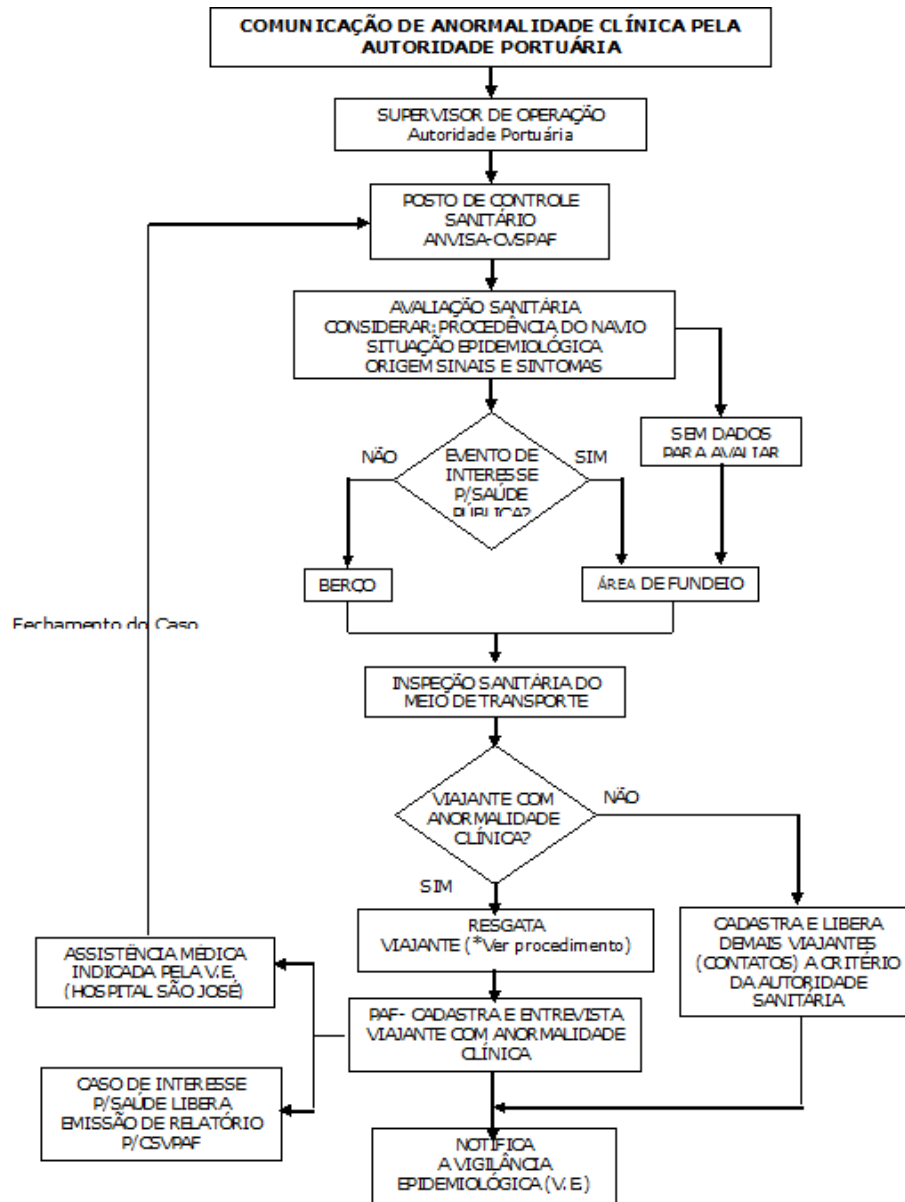 COMUNICAÇÃO DE ANORMALIDADE CLÍNICA PELA
AUTORIDADE PORTUÁRIA
SUPERVISOR DE OPERAÇÃO
Autoridade Portuária
POSTO DE CONTROLE
SANITÁRIO
ANVISA-CVSPAF
AVALIAÇÃO SANITÁRIA
CONSIDERAR: PROCEDÊNCIA DO NAVIO
SITUAÇÃO EPIDEMIOLÓGICA
ORIGEM SINAIS E SINTOMAS
SEM DADOS
PARA AVALIAR
NÃO
EVENTO DE
INTERESSE
P/SAÚDE
PÚBLICA?
SIM
BERÇO
ÁREA DE FUNDEIO
Fechamento do Caso
INSPEÇÃO SANITÁRIA DO
MEIO DE TRANSPORTE
VIAJANTE COM
ANORMALIDADE
CLÍNICA?
NÃO
SIM
RESGATA
VIAJANTE (*Ver procedimento)
CADASTRA E LIBERA
DEMAIS VIAJANTES
(CONTATOS) A CRITÉRIO
DA AUTORIDADE
SANITÁRIA
ASSISTÊNCIA MÉDICA
INDICADA PELA V.E.
(HOSPITAL SÃO JOSÉ)
PAF- CADASTRA E ENTREVISTA
VIAJANTE COM ANORMALIDADE
CLÍNICA
CASO DE INTERESSE
P/SAÚDE LIBERA
EMISSÃO DE RELATÓRIO
P/CSVPAF
NOTIFICA
A VIGILÂNCIA
EPIDEMIOLÓGICA (V.E.)